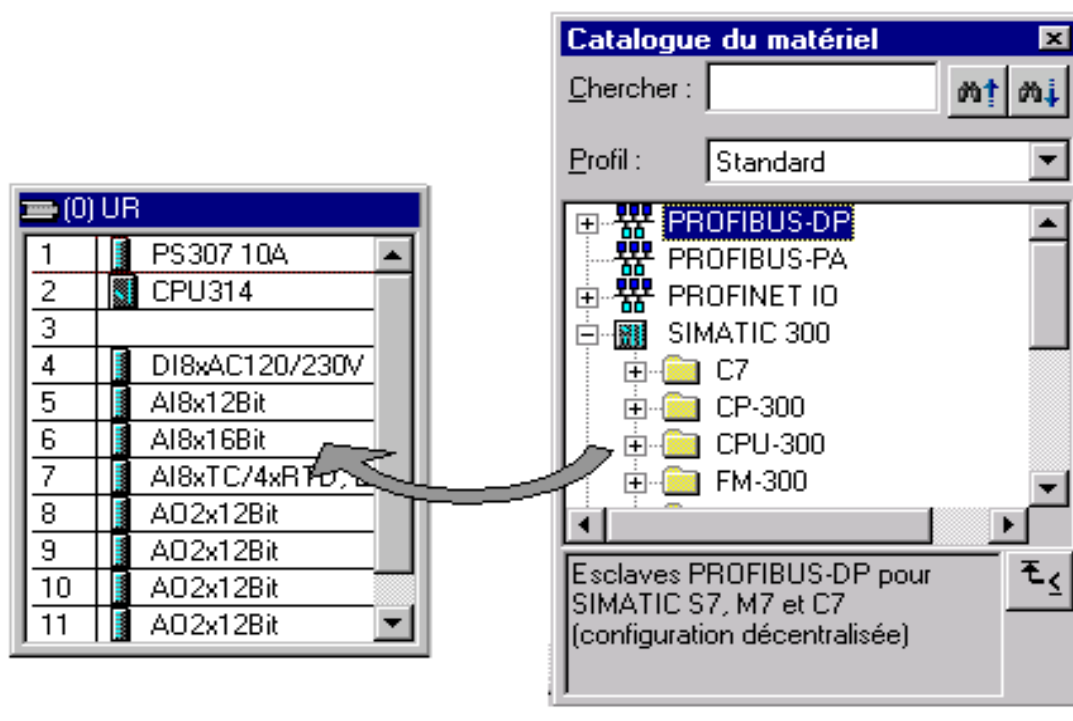 Catalogue du matériel
Chercher :
Profil : Standard
PROFIBUS-DP
PROFIBUS-PA
PROFINET IO
SIMATIC 300
C7
CP-300
CPU-300
FM-300
Esclaves PROFIBUS-DP pour
SIMATIC S7, M7 et C7
(configuration décentralisée)
(0) UR
1 PS307 10A
2 CPU314
3
4 DI8xAC120/230V
5 AI8x12Bit
6 AI8x16Bit
7 AI8xTC/4xRTD,
8 AO2x12Bit
9 AO2x12Bit
10 AO2x12Bit
11 AO2x12Bit